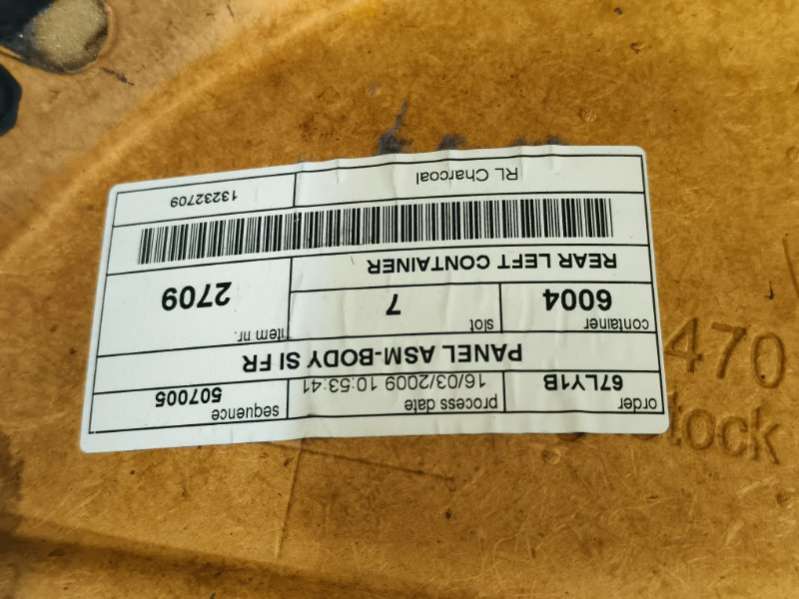 order
67LY1B
process date
16/03/2009 10:53:41
sequence
507005
PANEL ASM-BODY SI FR
container
6004
slot
7
item nr.
2709
REAR LEFT CONTAINER
RL Charcoal
13232709
470
tock